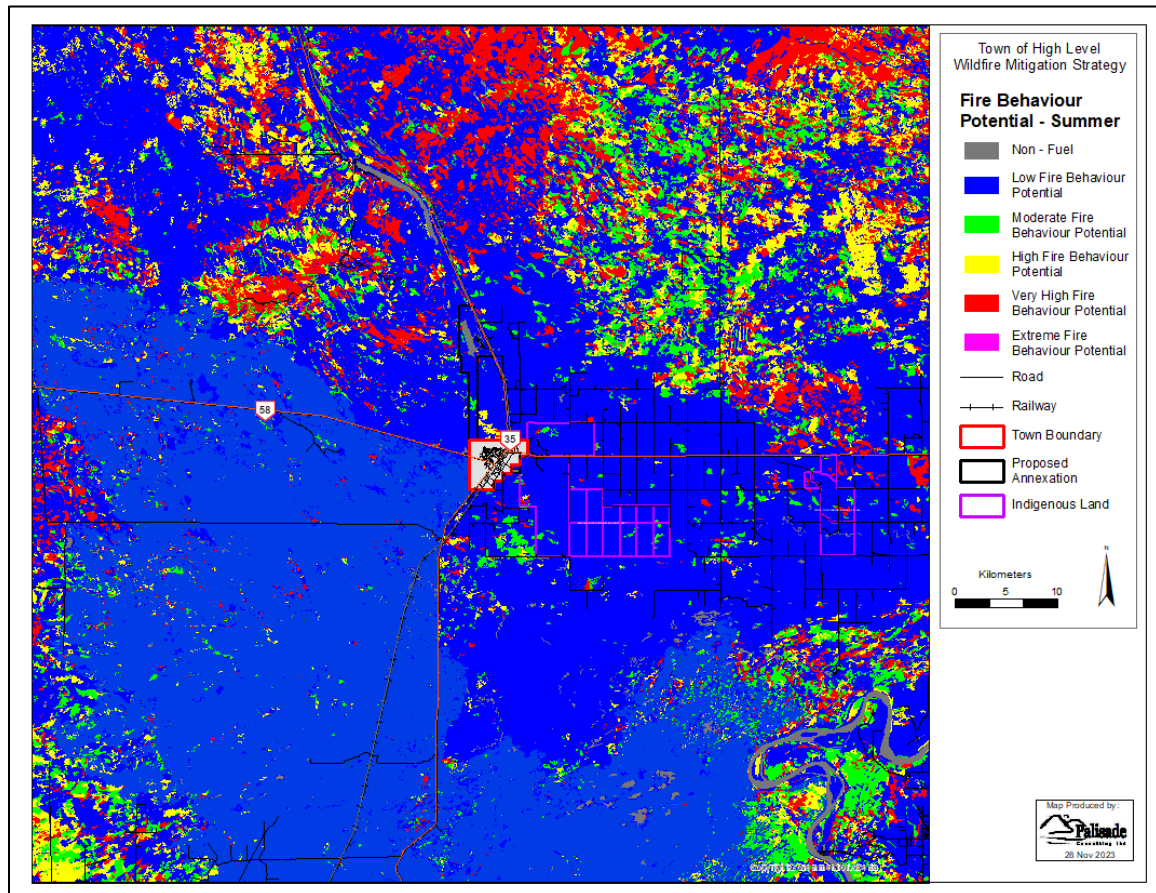 Town of High Level
Wildfire Mitigation Strategy
Fire Behaviour
Potential - Summer
Non - Fuel
Low Fire Behaviour
Potential
Moderate Fire
Behaviour Potential
High Fire Behaviour
Potential
Very High Fire
Behaviour Potential
Extreme Fire
Behaviour Potential
Road
Railway
Town Boundary
Proposed
Annexation
Indigenous Land
N
Kilometers
0 5 10
58
35
Map Produced by:
Palisade
Consulting Ltd
28 Nov 2023